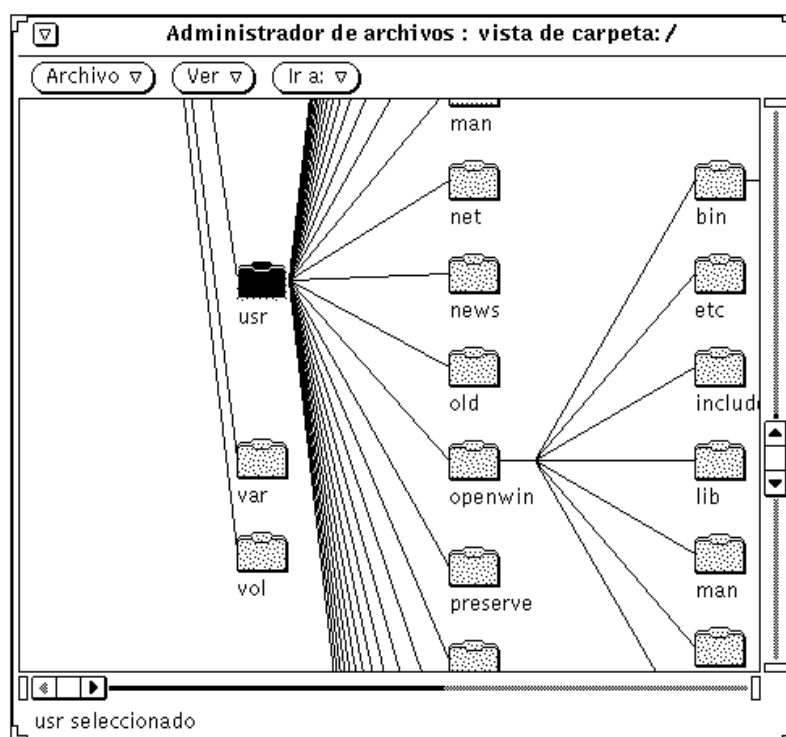 Administrador de archivos : vista de carpeta: /
Archivo Ver Ir a:
man
net bin
usr news etc
old includ
var openwin lib
vol preserve man
usr seleccionado